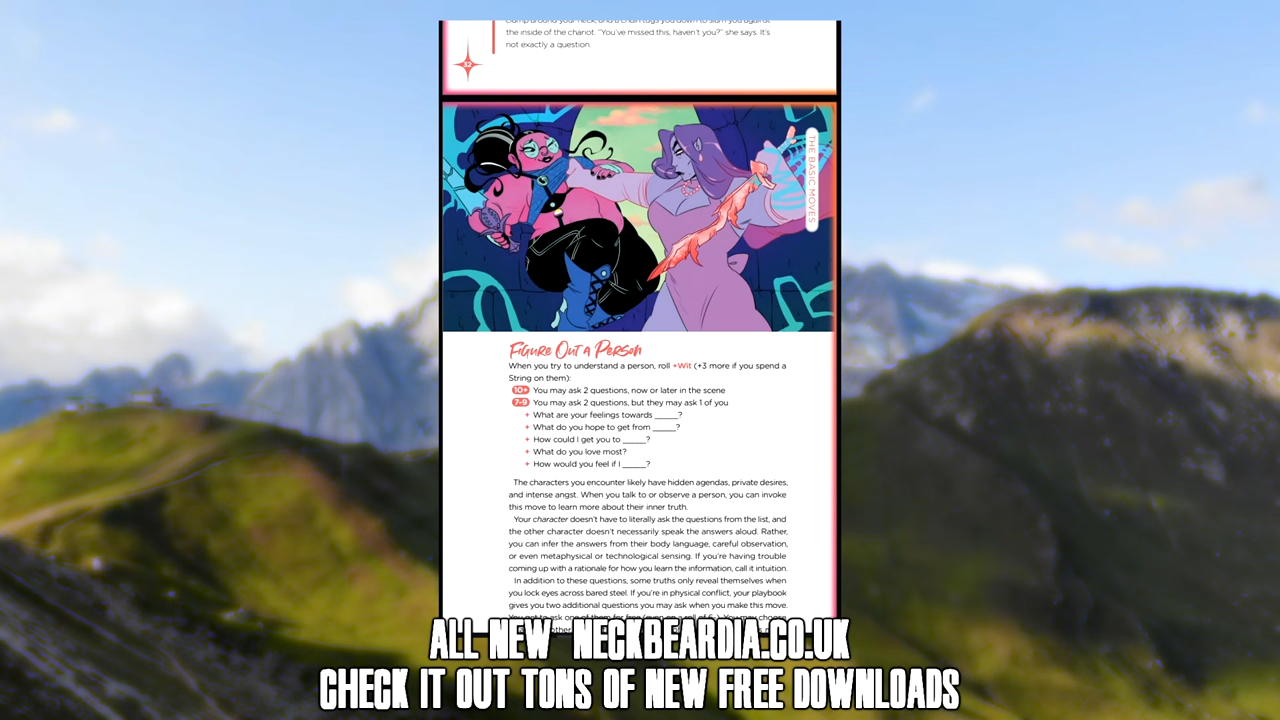 the inside of the chariot. "You've missed this, haven't you?" she says. It's
not exactly a question.
32
THE BASIC MOVES
Figure Out a Person
When you try to understand a person, roll +Wit (+3 more if you spend a
String on them):
10+ You may ask 2 questions, now or later in the scene
7-9 You may ask 2 questions, but they may ask 1 of you
+ What are your feelings towards _____?
+ What do you hope to get from _____?
+ How could I get you to _____?
+ What do you love most?
+ How would you feel if I _____?
The characters you encounter likely have hidden agendas, private desires,
and intense angst. When you talk to or observe a person, you can invoke
this move to learn more about their inner truth.
Your character doesn't have to literally ask the questions from the list, and
the other character doesn't necessarily speak the answers aloud. Rather,
you can infer the answers from their body language, careful observation,
or even metaphysical or technological sensing. If you're having trouble
coming up with a rationale for how you learn the information, call it intuition.
In addition to these questions, some truths only reveal themselves when
you lock eyes across bared steel. If you're in physical conflict, your playbook
gives you two additional questions you may ask when you make this move.
ALL NEW NECKBEARDIA.CO.UK
CHECK IT OUT TONS OF NEW FREE DOWNLOADS